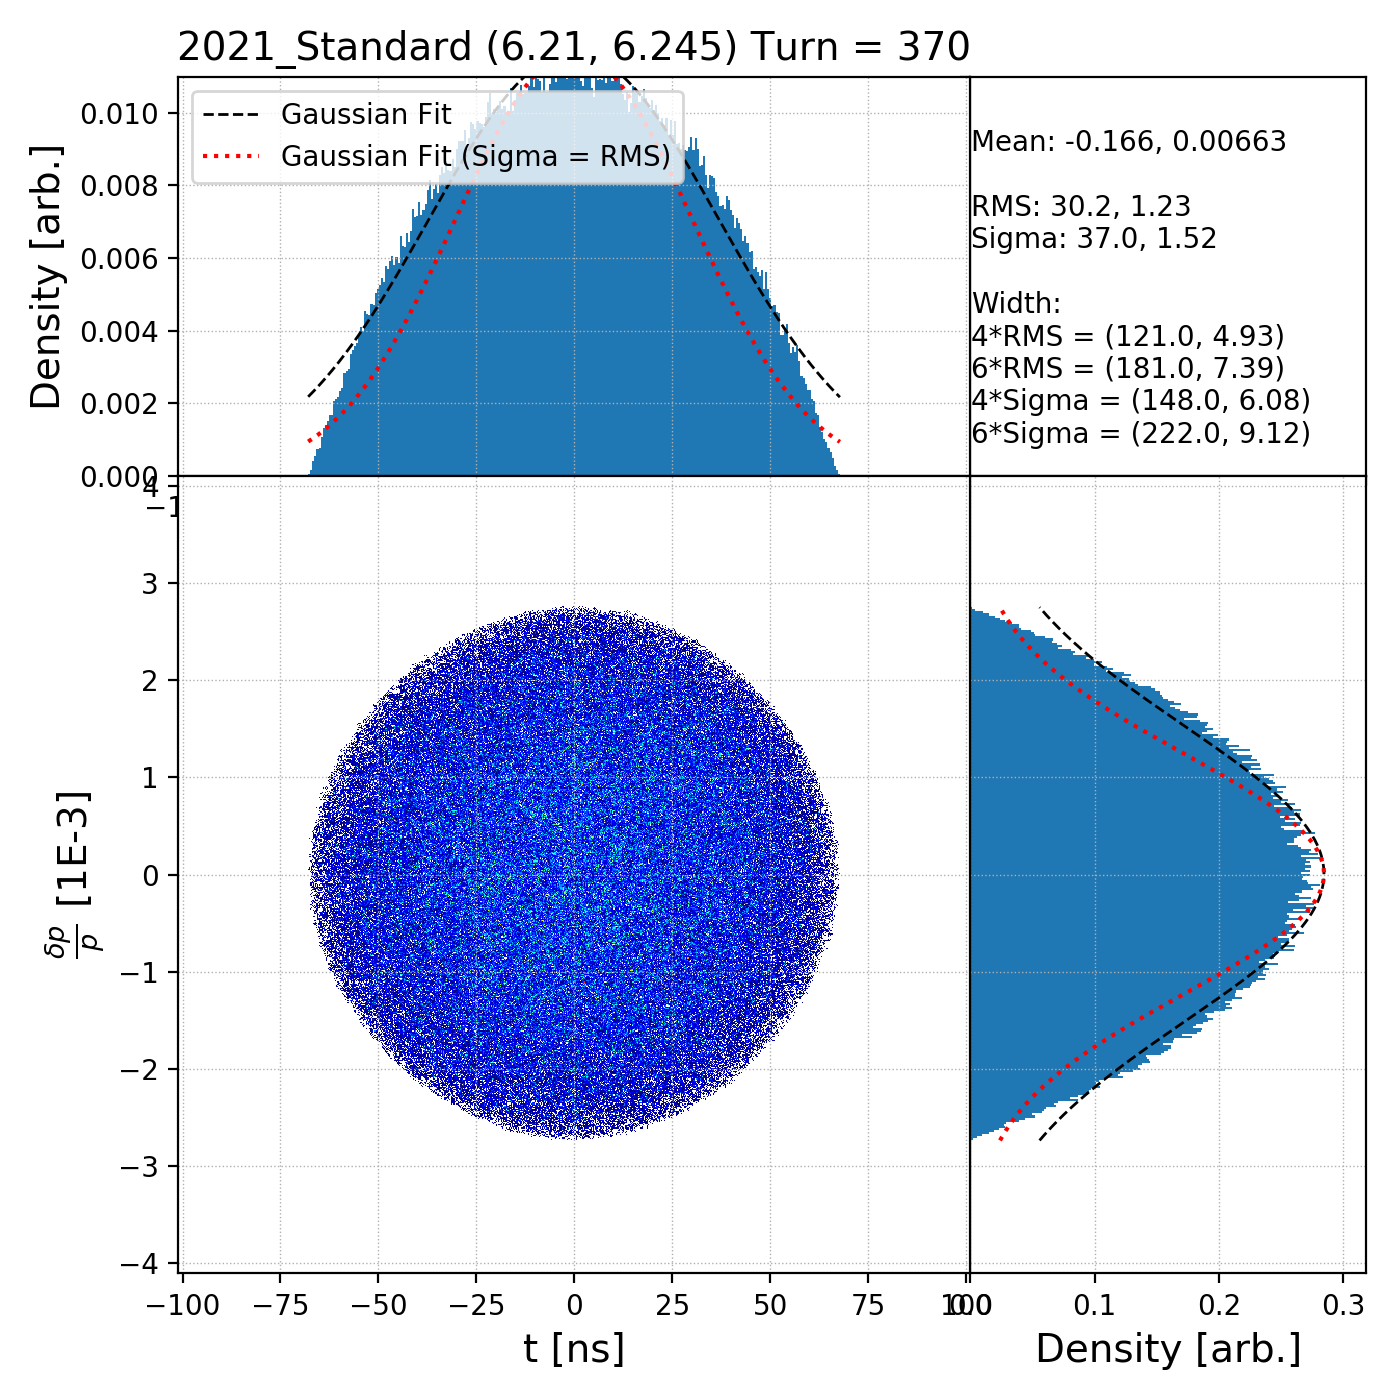 2021_Standard (6.21, 6.245) Turn = 370
Density [arb.]
0.010
0.008
0.006
0.004
0.002
0.000
Gaussian Fit
Gaussian Fit (Sigma = RMS)
Mean: -0.166, 0.00663
RMS: 30.2, 1.23
Sigma: 37.0, 1.52
Width:
4*RMS = (121.0, 4.93)
6*RMS = (181.0, 7.39)
4*Sigma = (148.0, 6.08)
6*Sigma = (222.0, 9.12)
δp/p [1E-3]
4
3
2
1
0
−1
−2
−3
−4
−100 −75 −50 −25 0 25 50 75 100
t [ns]
0.0 0.1 0.2 0.3
Density [arb.]